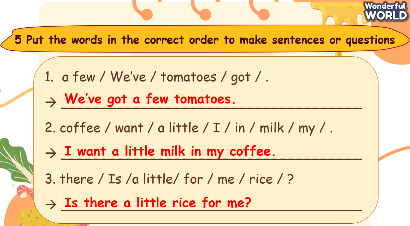 Wonderful
WORLD
5 Put the words in the correct order to make sentences or questions
1. a few / We've / tomatoes / got / .
→ We've got a few tomatoes.
2. coffee / want / a little / I / in / milk / my / .
→ I want a little milk in my coffee.
3. there / Is /a little/ for / me / rice / ?
→ Is there a little rice for me?